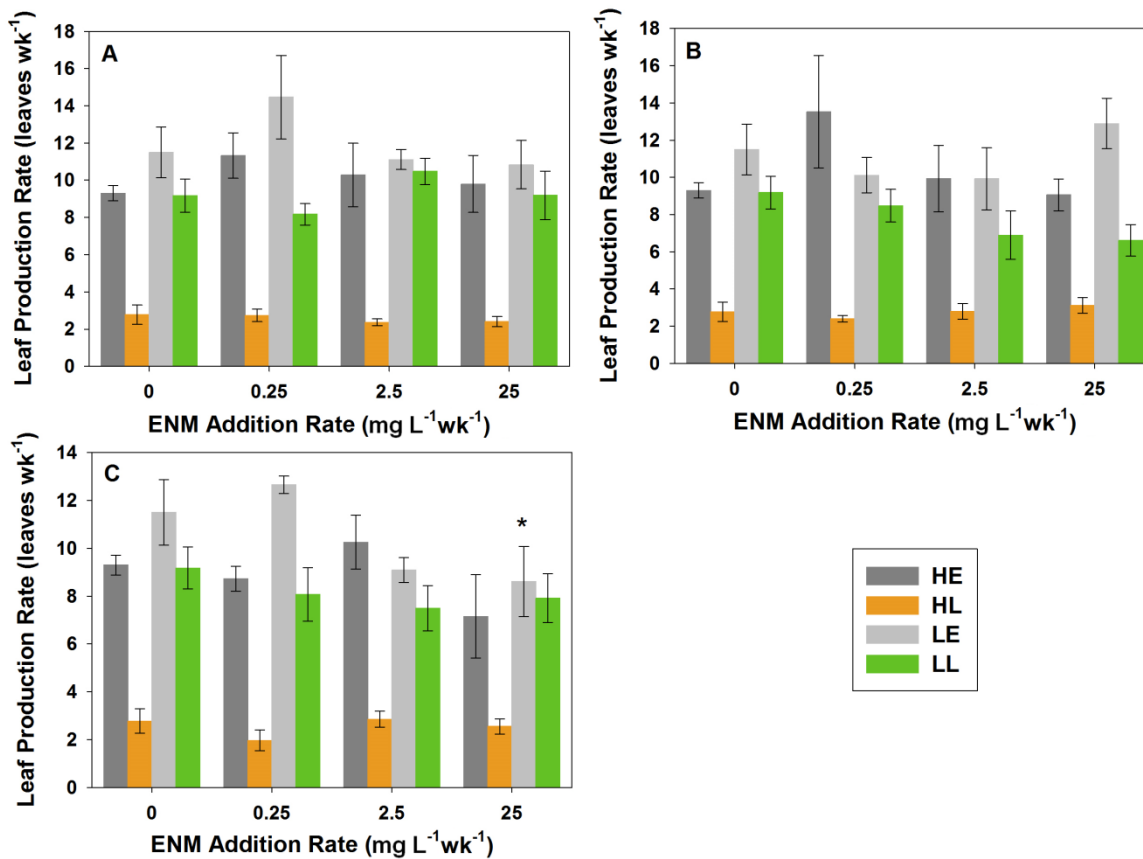 A
Leaf Production Rate (leaves wk⁻¹)
18
16
14
12
10
8
6
4
2
0
0 0.25 2.5 25
ENM Addition Rate (mg L⁻¹wk⁻¹)
B
Leaf Production Rate (leaves wk⁻¹)
18
16
14
12
10
8
6
4
2
0
0 0.25 2.5 25
ENM Addition Rate (mg L⁻¹wk⁻¹)
C
Leaf Production Rate (leaves wk⁻¹)
14
12
10
8
6
4
2
0
*
0 0.25 2.5 25
ENM Addition Rate (mg L⁻¹wk⁻¹)
HE
HL
LE
LL